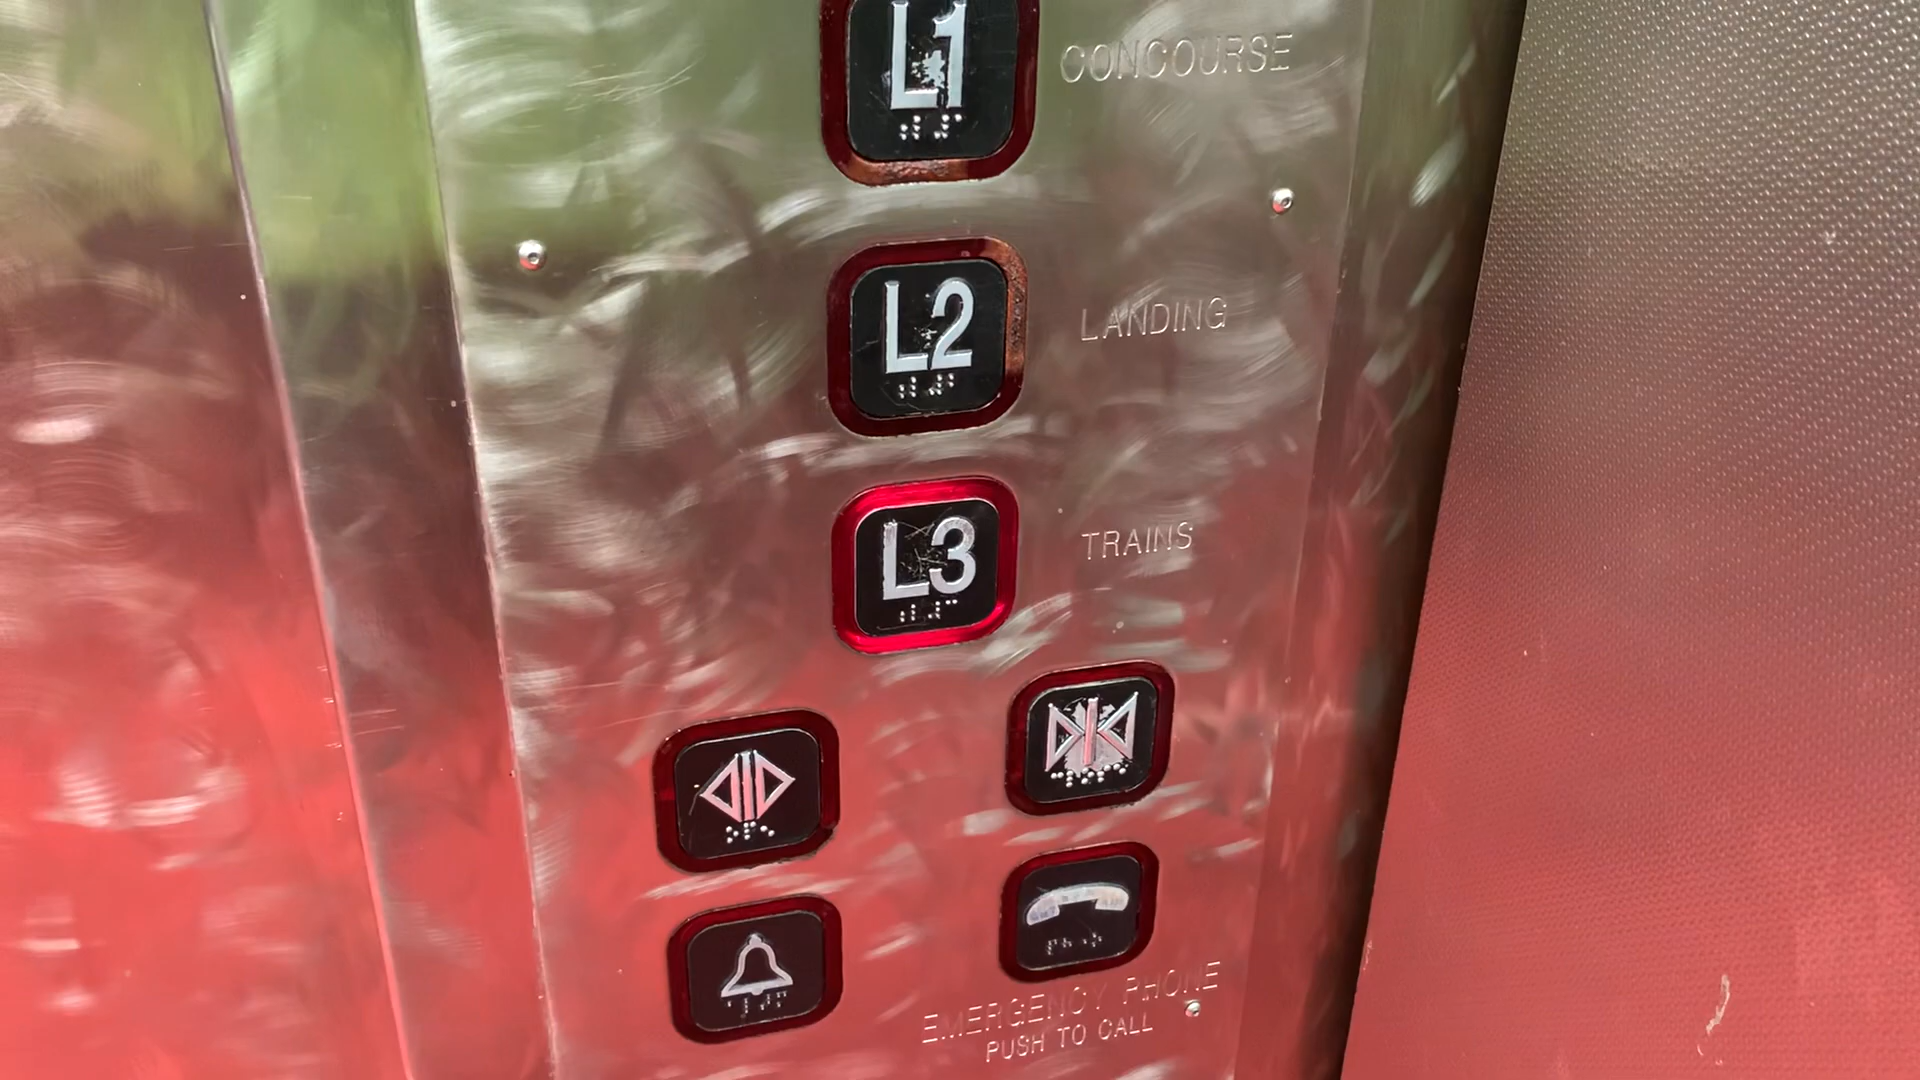 L1 CONCOURSE
L2 LANDING
L3 TRAINS
EMERGENCY PHONE
PUSH TO CALL